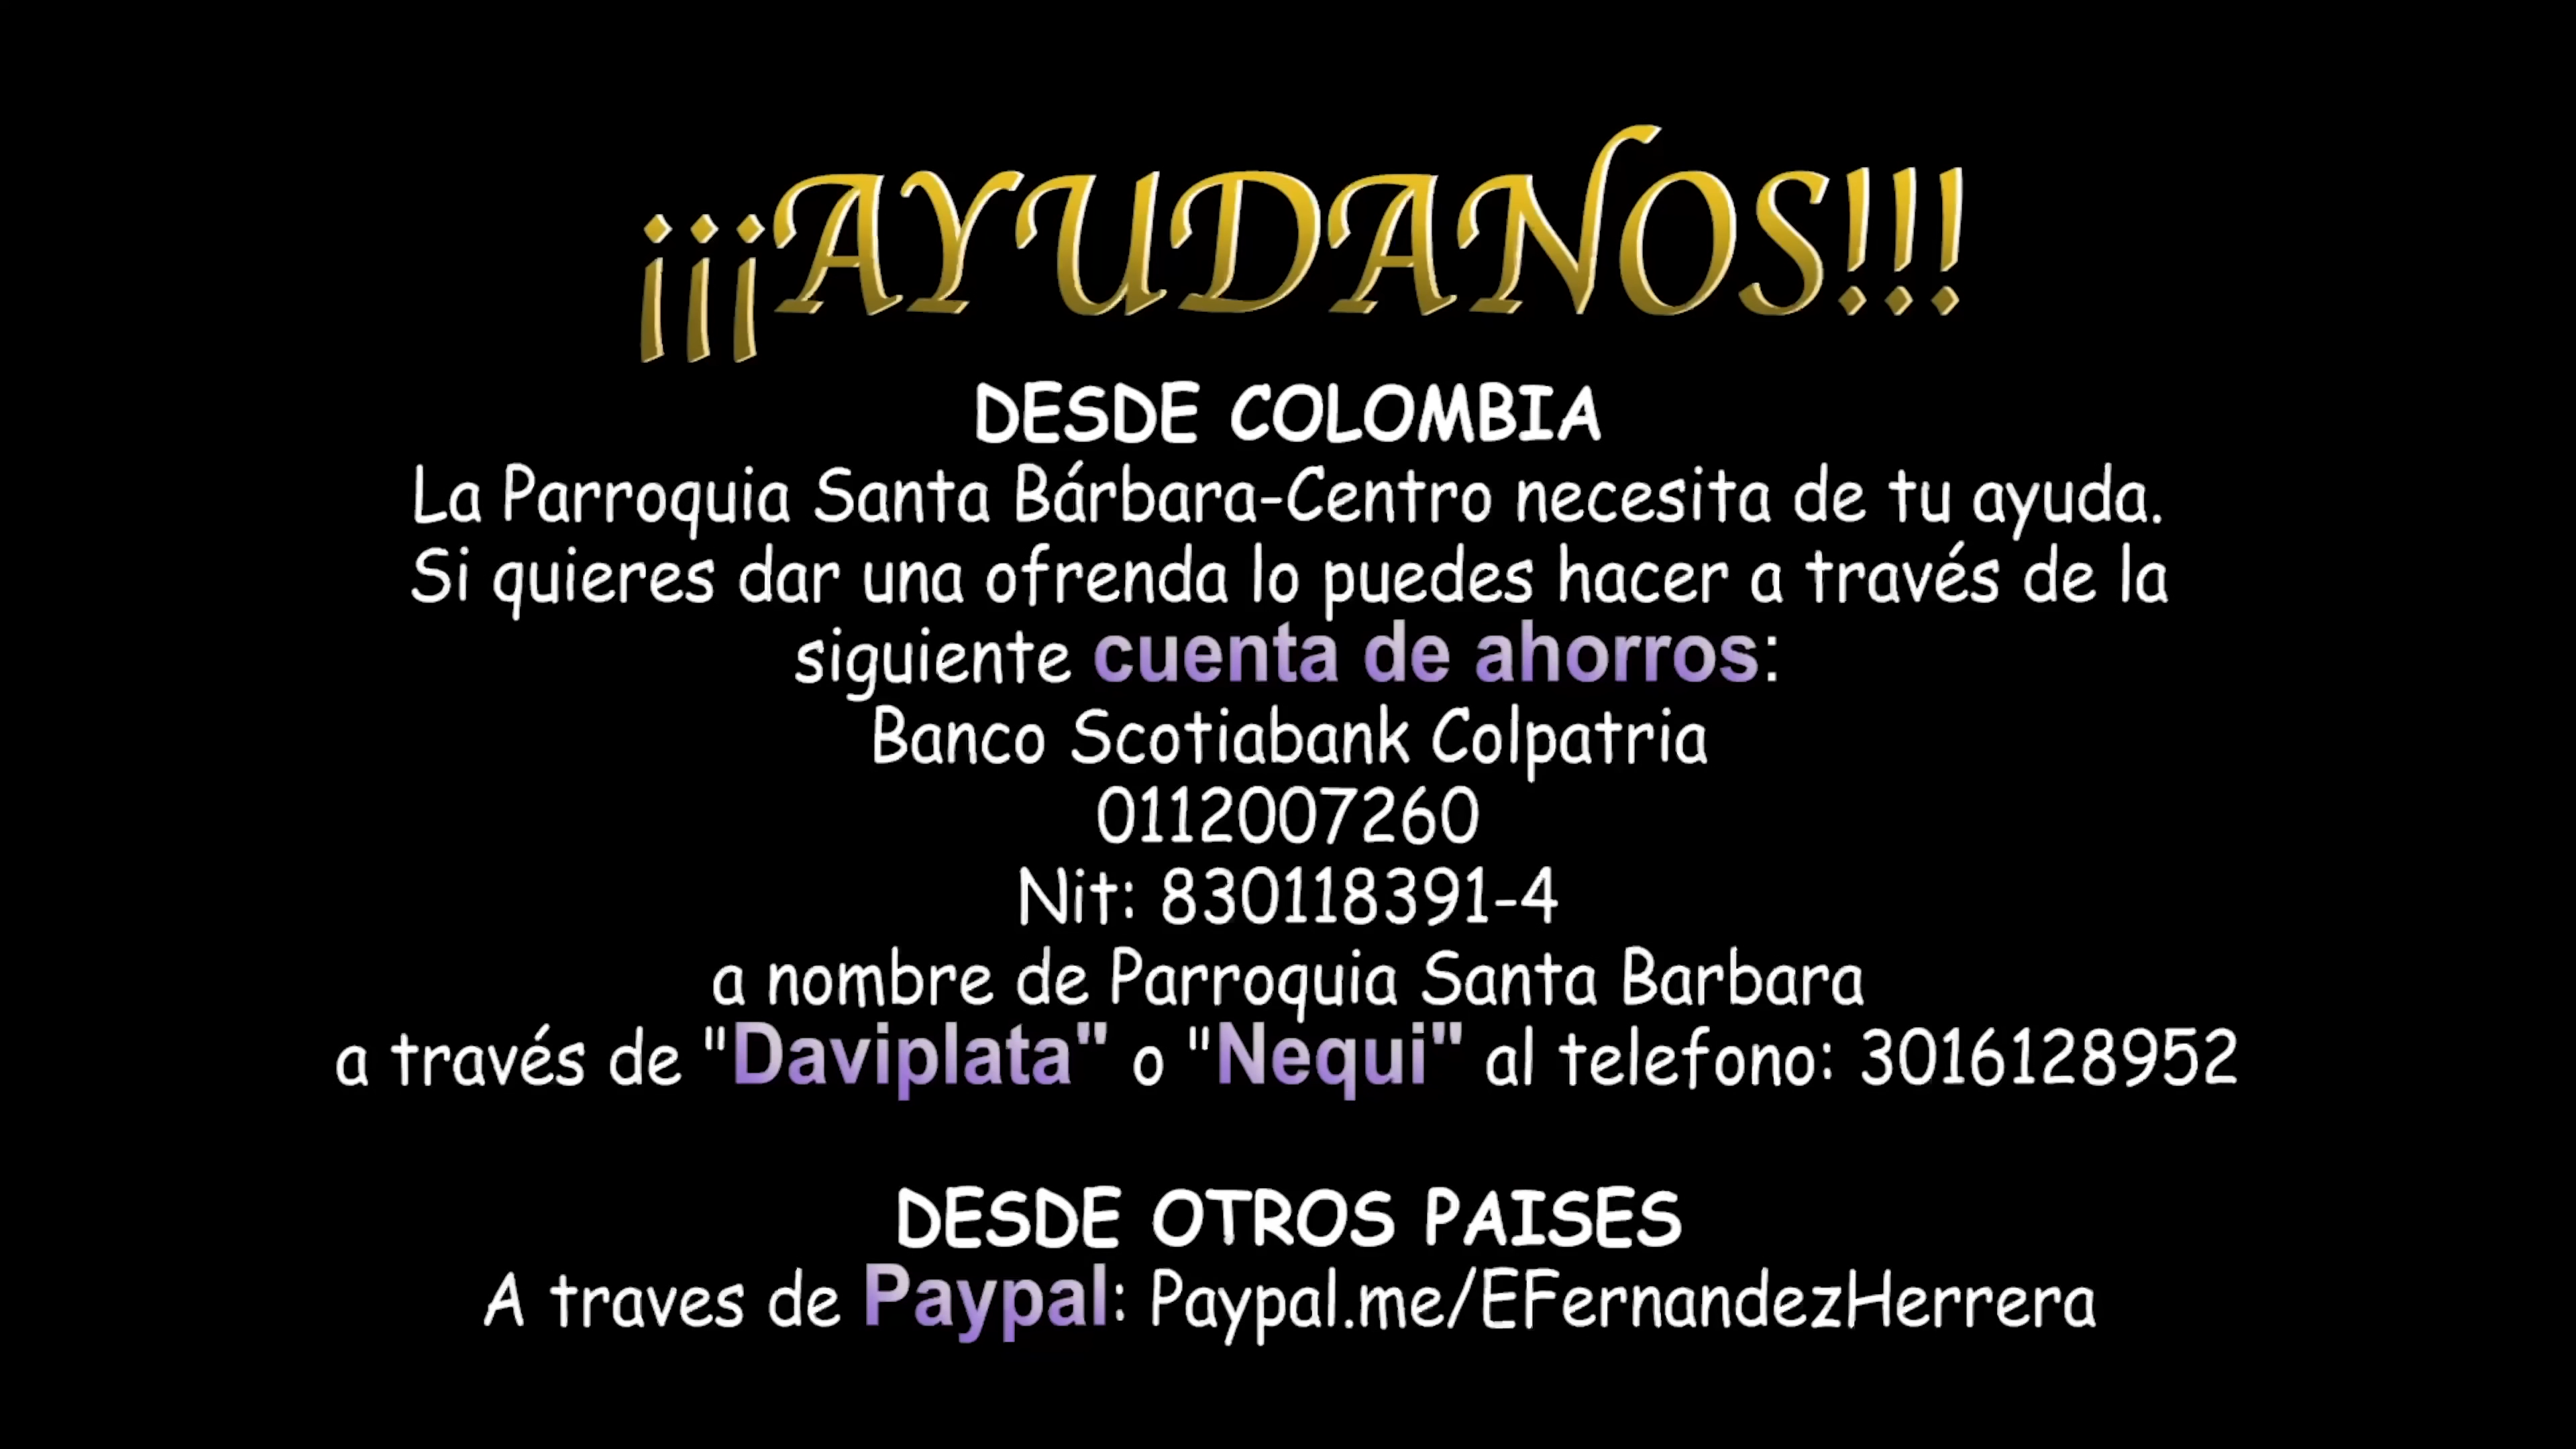 ¡¡¡AYUDANOS!!!
DESDE COLOMBIA
La Parroquia Santa Bárbara-Centro necesita de tu ayuda.
Si quieres dar una ofrenda lo puedes hacer a través de la
siguiente cuenta de ahorros:
Banco Scotiabank Colpatria
0112007260
Nit: 830118391-4
a nombre de Parroquia Santa Barbara
a través de "Daviplata" o "Nequi" al telefono: 3016128952
DESDE OTROS PAISES
A traves de Paypal: Paypal.me/EFernandezHerrera